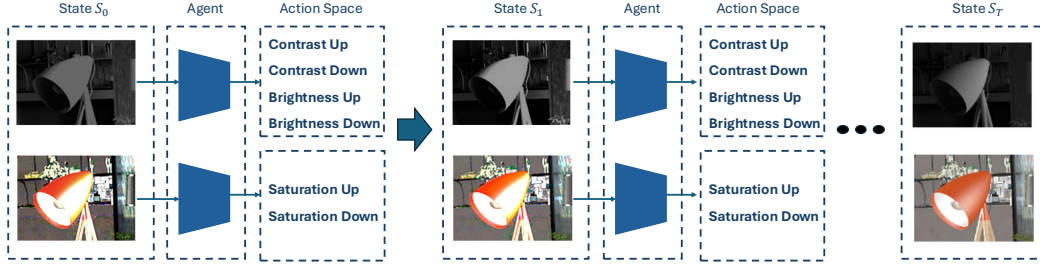 State S₀
Agent
Action Space
State S₁
Agent
Action Space
State S_T
Contrast Up
Contrast Down
Brightness Up
Brightness Down
Saturation Up
Saturation Down
Contrast Up
Contrast Down
Brightness Up
Brightness Down
Saturation Up
Saturation Down